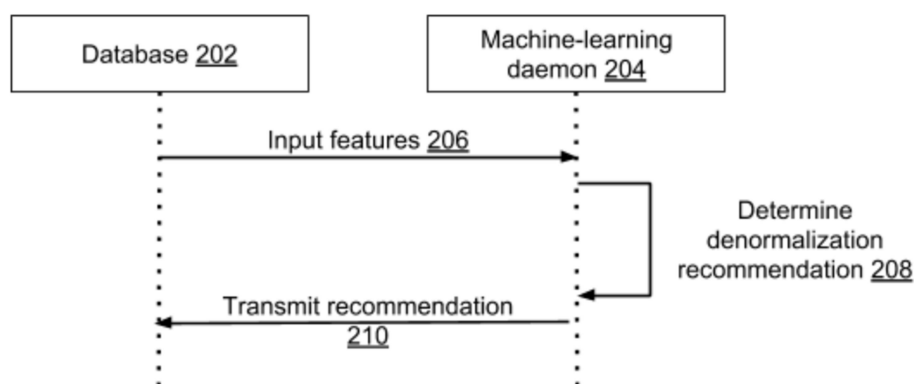 Database 202
Machine-learning
daemon 204
Input features 206
Determine
denormalization
recommendation 208
Transmit recommendation
210